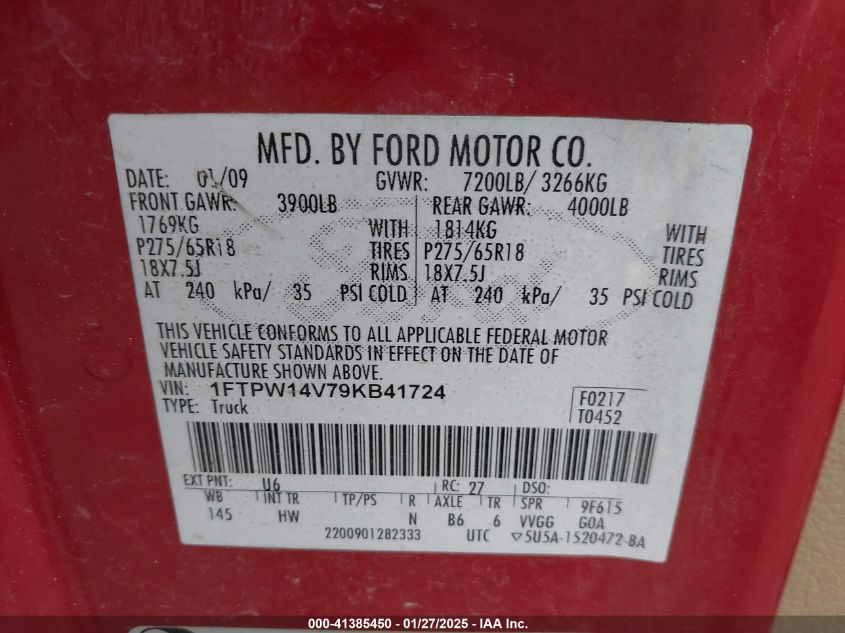 MFD. BY FORD MOTOR CO.
DATE: 01/09 GVWR: 7200LB/ 3266KG
FRONT GAWR: 3900LB REAR GAWR: 4000LB
1769KG WITH 1814KG WITH
P275/65R18 TIRES P275/65R18 TIRES
18X7.5J RIMS 18X7.5J RIMS
AT 240 kPa/ 35 PSI COLD AT 240 kPa/ 35 PSI COLD
THIS VEHICLE CONFORMS TO ALL APPLICABLE FEDERAL MOTOR
VEHICLE SAFETY STANDARDS IN EFFECT ON THE DATE OF
MANUFACTURE SHOWN ABOVE.
VIN: 1FTPW14V79KB41724 F0217
TYPE: Truck T0452
EXT PNT: U6 RC: 27 DSO:
WB INT TR TP/PS R AXLE TR SPR 9F615
145 HW N B6 6 VVGG GOA
2200901282333 UTC ▽5U5A-1520472-BA
000-41385450 - 01/27/2025 - IAA Inc.